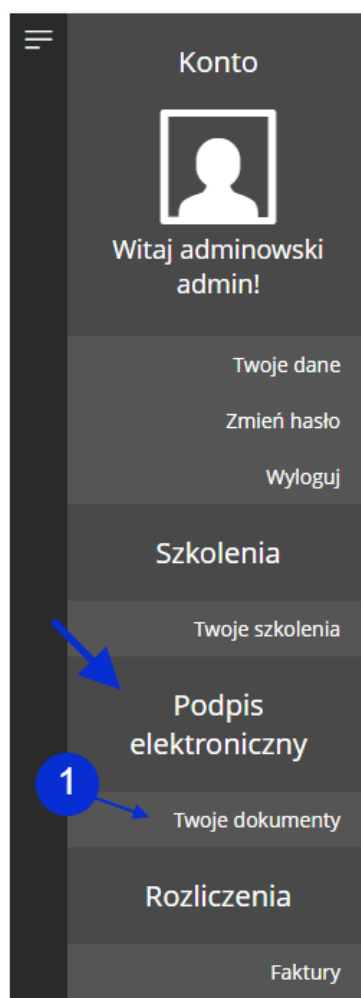 Konto
Witaj adminowski
admin!
Twoje dane
Zmień hasło
Wyloguj
Szkolenia
Twoje szkolenia
Podpis
elektroniczny
1
Twoje dokumenty
Rozliczenia
Faktury